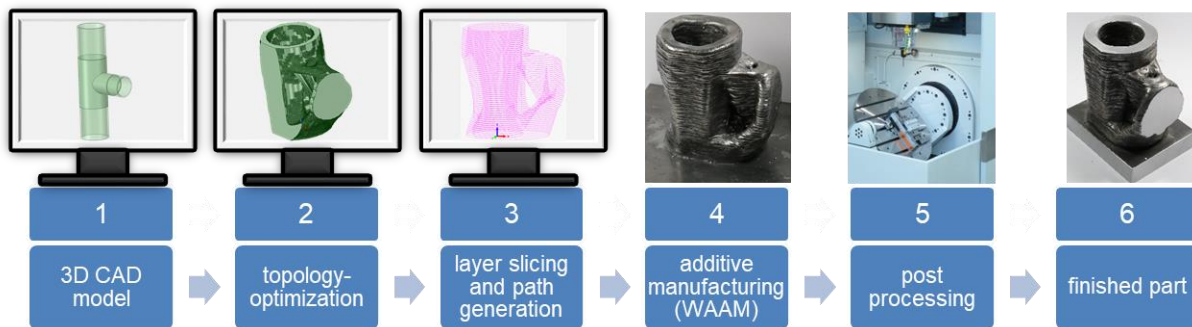 1
2
3
4
5
6
3D CAD
model
topology-
optimization
layer slicing
and path
generation
additive
manufacturing
(WAAM)
post
processing
finished part